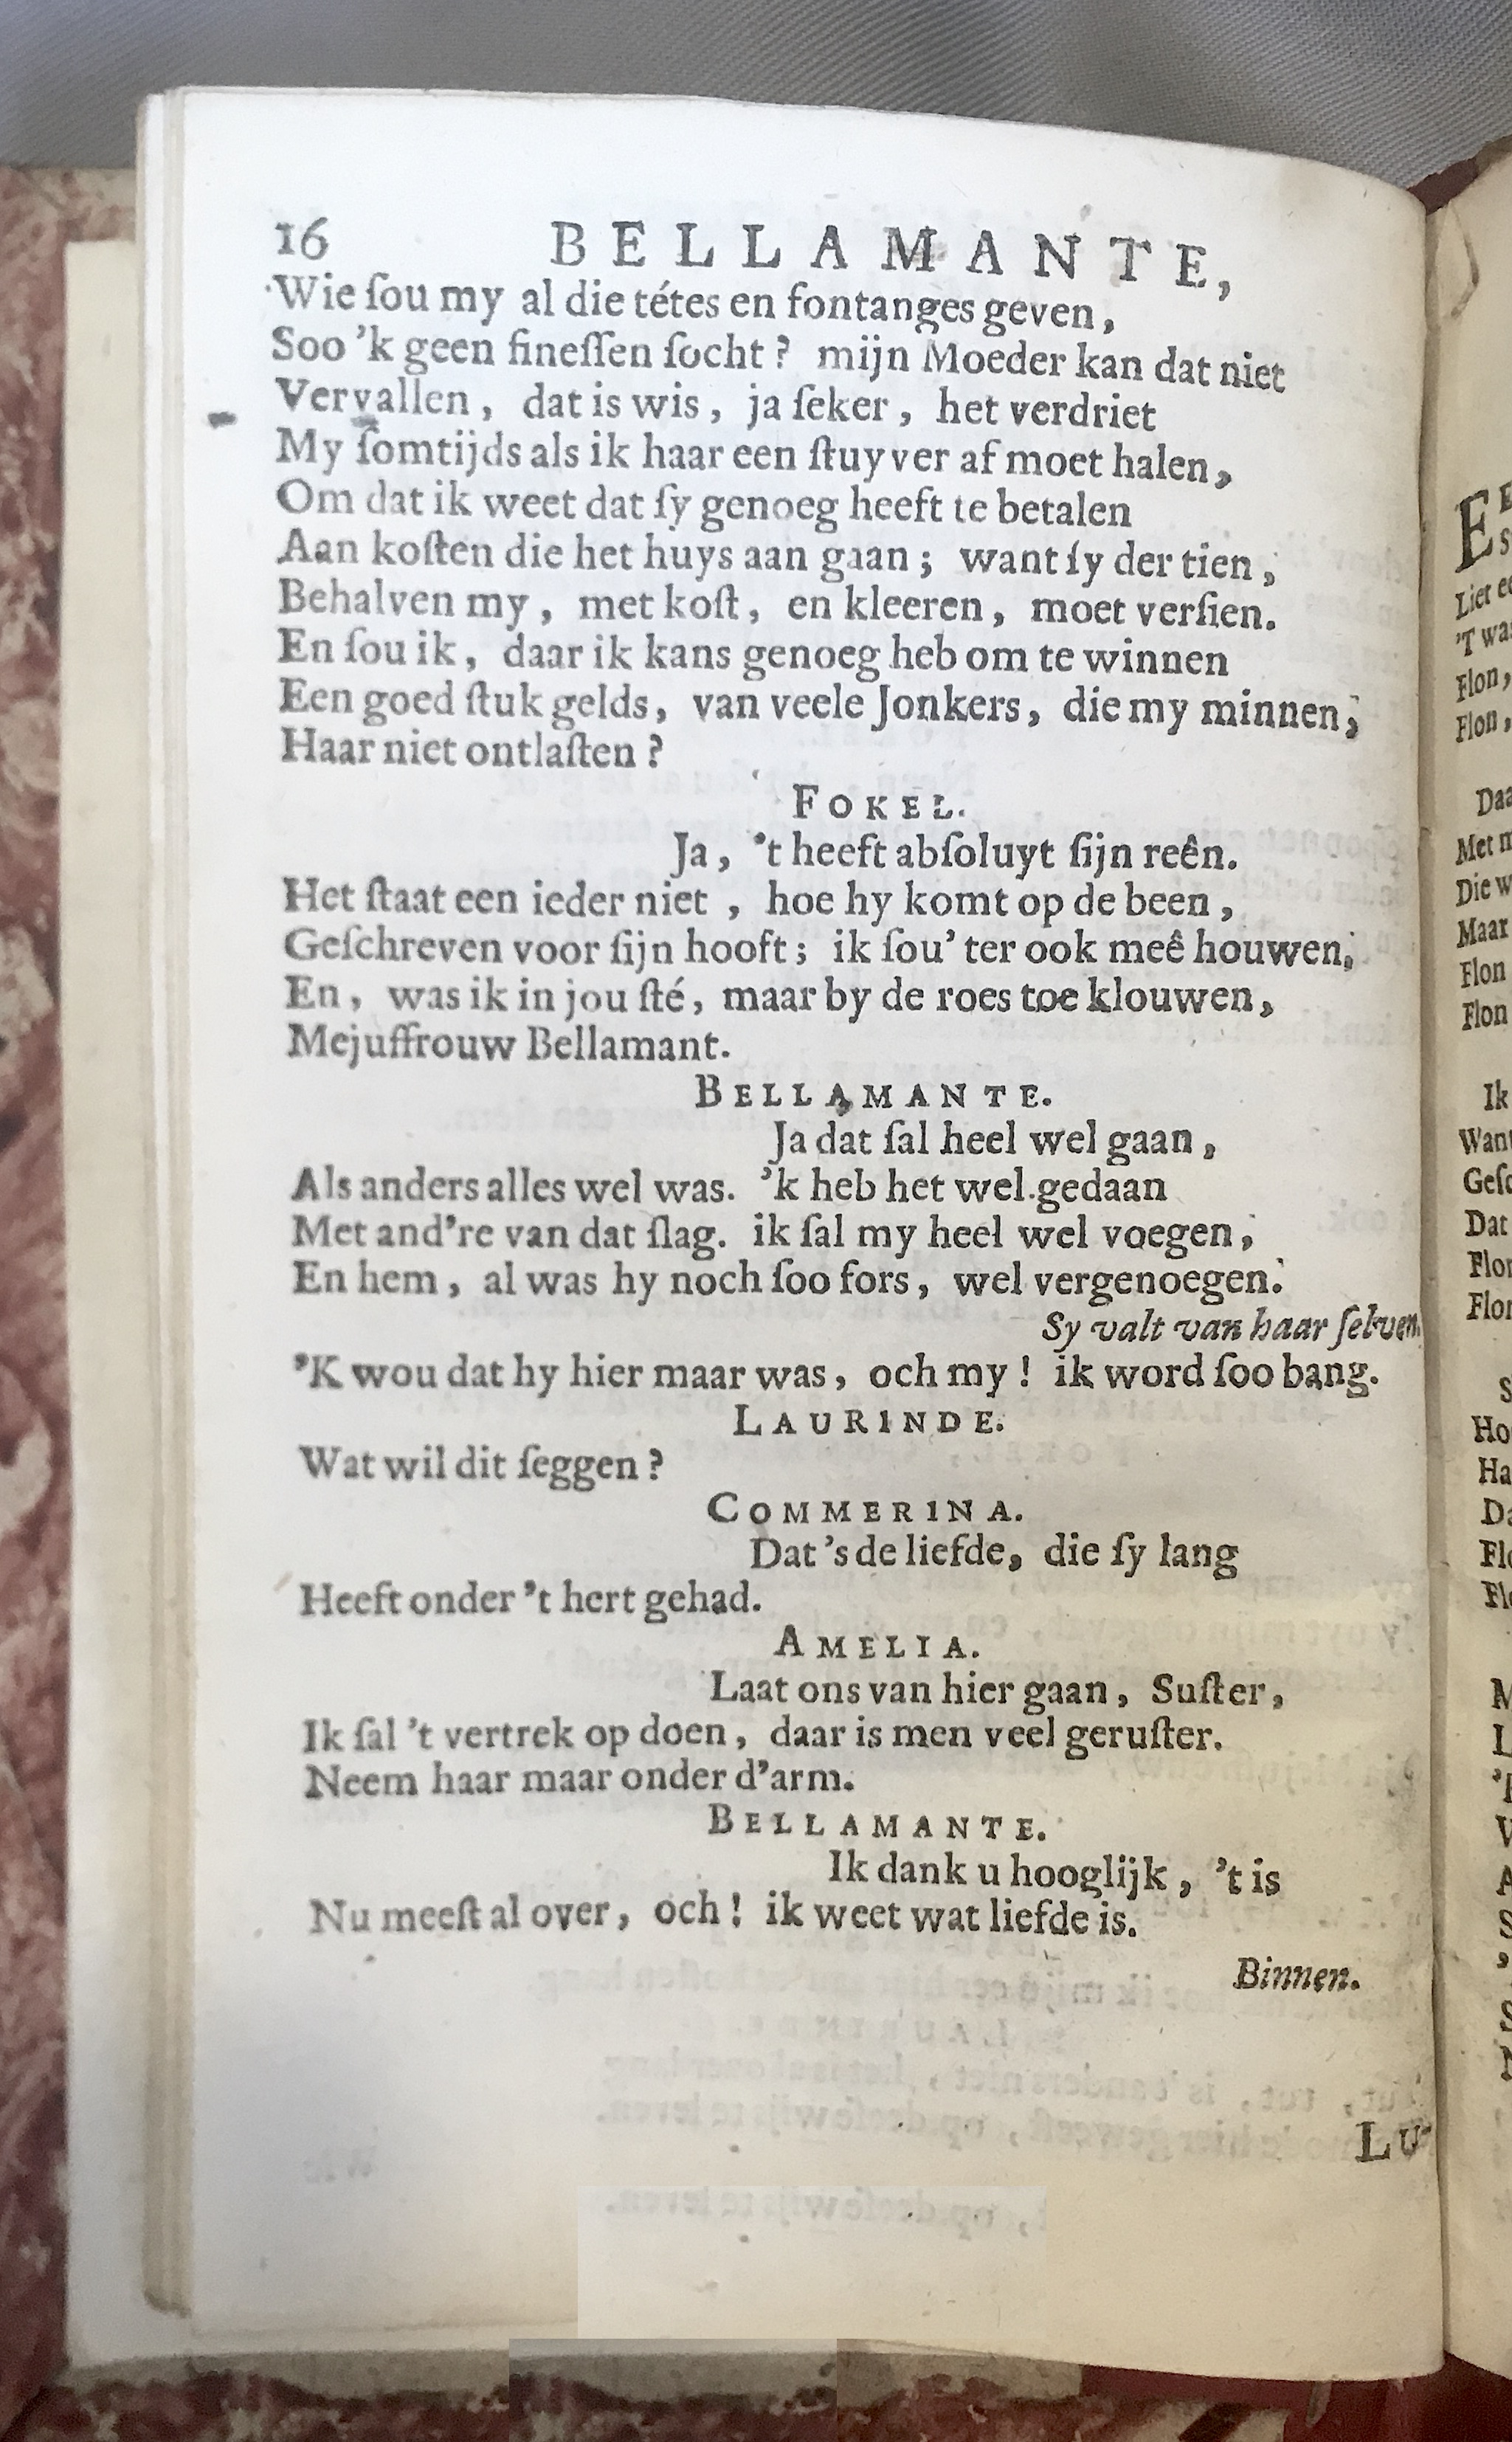 16 BELLAMANTE,
Wie ſou my al die tétes en fontanges geven,
Soo 'k geen fineſſen ſocht? mijn Moeder kan dat niet
Vervallen, dat is wis, ja ſeker, het verdriet
My ſomtijds als ik haar een ſtuyver af moet halen,
Om dat ik weet dat ſy genoeg heeft te betalen
Aan koſten die het huys aan gaan; want ſy der tien,
Behalven my, met koſt, en kleeren, moet verſien.
En ſou ik, daar ik kans genoeg heb om te winnen
Een goed ſtuk gelds, van veele Jonkers, die my minnen,
Haar niet ontlaſten?
FOKEL.
Ja, 't heeft abſoluyt ſijn reên.
Het ſtaat een ieder niet, hoe hy komt op de been,
Geſchreven voor ſijn hooft; ik ſou' ter ook meê houwen,
En, was ik in jou ſté, maar by de roes toe klouwen,
Mejuffrouw Bellamant.
BELLAMANTE.
Ja dat ſal heel wel gaan,
Als anders alles wel was. 'k heb het wel gedaan
Met and're van dat ſlag. ik ſal my heel wel voegen,
En hem, al was hy noch ſoo fors, wel vergenoegen.
Sy valt van haar ſelven.
'K wou dat hy hier maar was, och my! ik word ſoo bang.
LAURINDE.
Wat wil dit ſeggen?
COMMERINA.
Dat 's de liefde, die ſy lang
Heeft onder 't hert gehad.
AMELIA.
Laat ons van hier gaan, Suſter,
Ik ſal 't vertrek op doen, daar is men veel geruſter.
Neem haar maar onder d'arm.
BELLAMANTE.
Ik dank u hooglijk, 't is
Nu meeſt al over, och! ik weet wat liefde is.
Binnen.
LU-
Liet
'T
Flon,
Flon,
Met
Die
Maar
Flon
Flon
Ik
Want
Dat